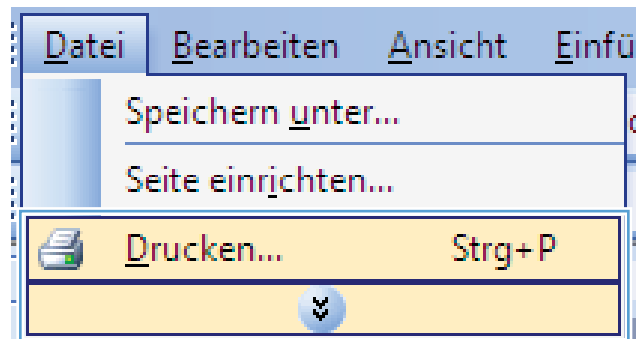 Datei Bearbeiten Ansicht Einfü
Speichern unter...
Seite einrichten...
Drucken... Strg+P